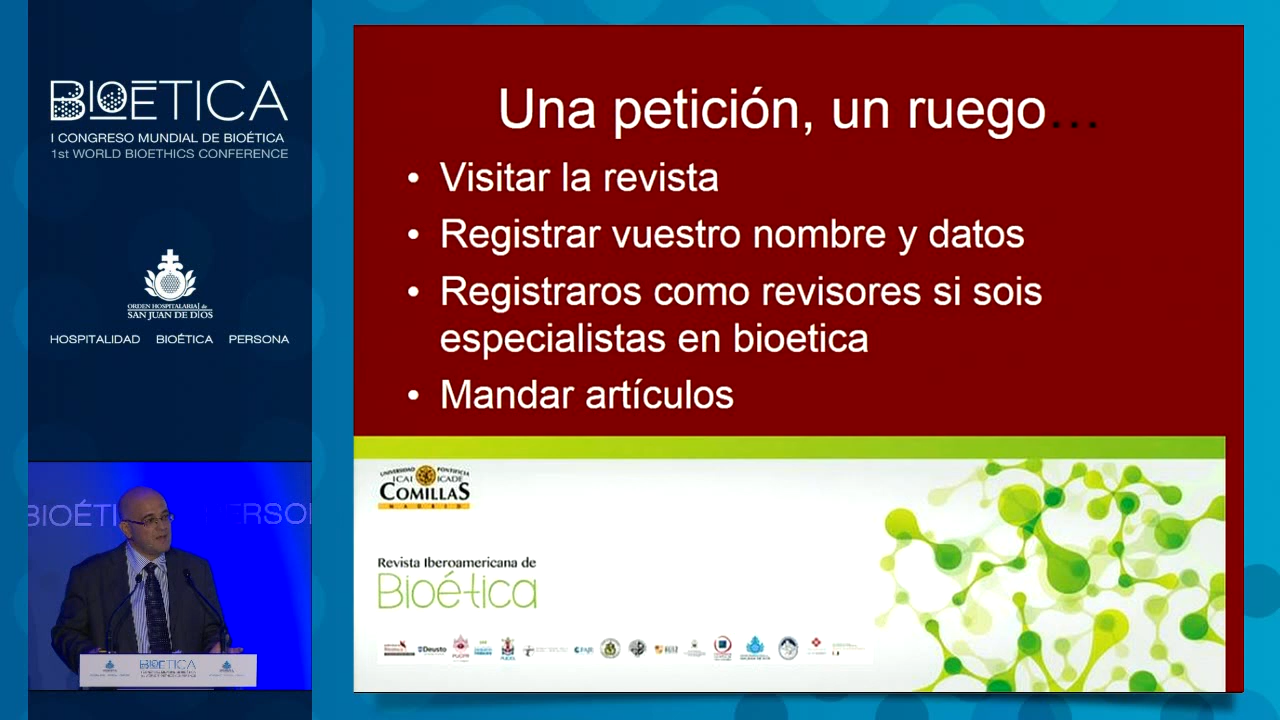 BIOÉTICA
I CONGRESO MUNDIAL DE BIOÉTICA
1st WORLD BIOETHICS CONFERENCE
ORDEN HOSPITALARIA de
SAN JUAN DE DIOS
HOSPITALIDAD BIOÉTICA PERSONA
Una petición, un ruego...
• Visitar la revista
• Registrar vuestro nombre y datos
• Registraros como revisores si sois
especialistas en bioetica
• Mandar artículos
UNIVERSIDAD PONTIFICIA
ICAI ICADE
COMILLAS
MADRID
Revista Iberoamericana de
Bioética
Deusto
BIOÉTICA